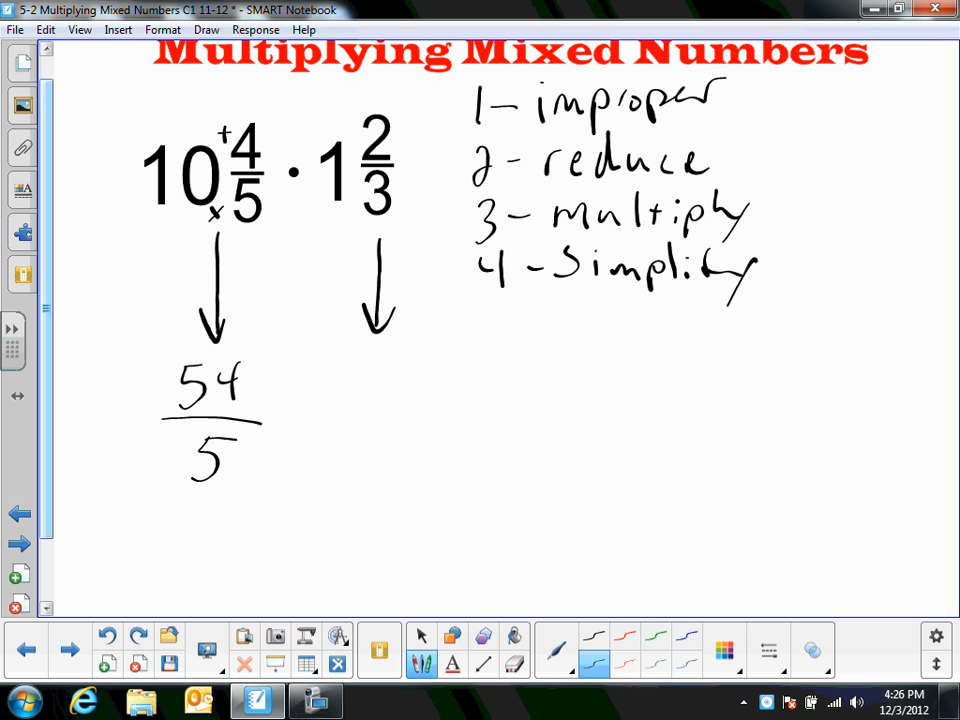 5-2 Multiplying Mixed Numbers C1 11-12 * - SMART Notebook
File Edit View Insert Format Draw Response Help
Multiplying Mixed Numbers
10 + 4/5 × · 1 2/3
1- improper
2- reduce
3- multiply
4- Simplify
54
5
4:26 PM
12/3/2012